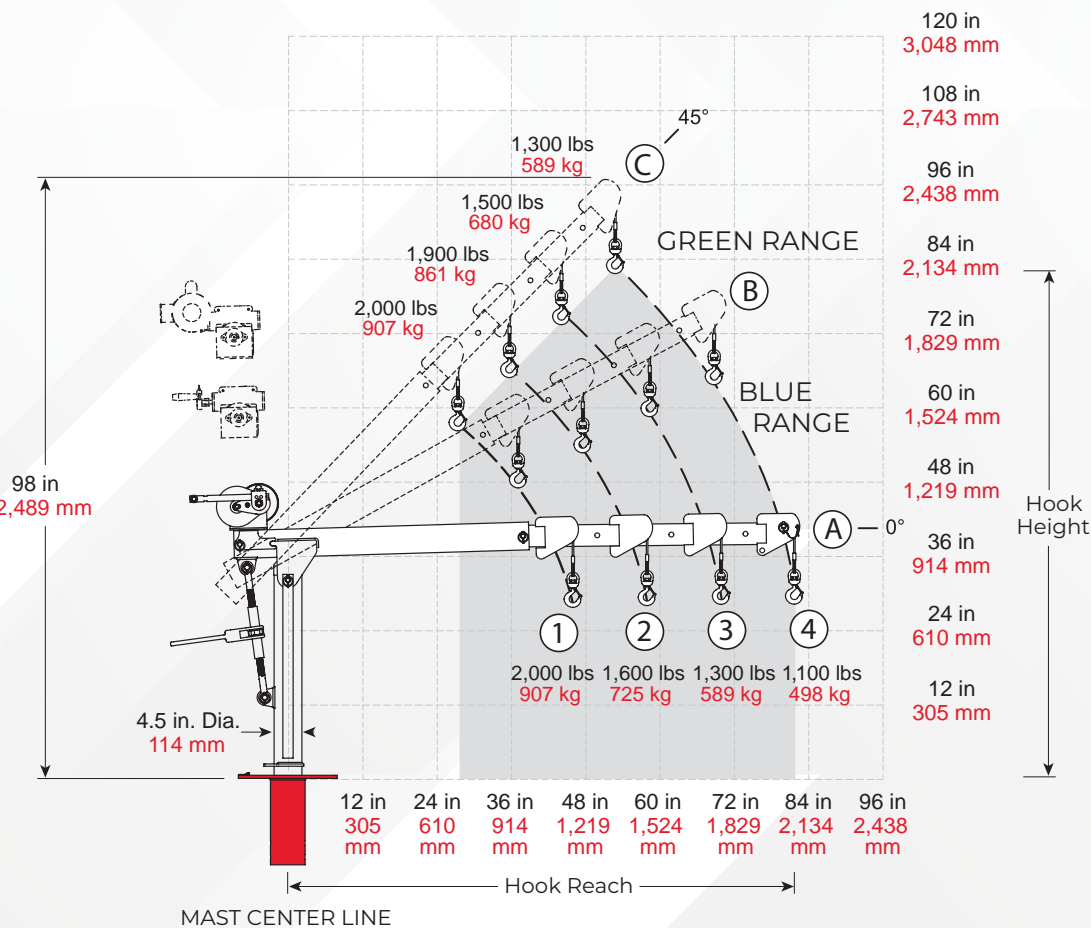 120 in
3,048 mm
108 in
2,743 mm
45°
1,300 lbs
589 kg
C
96 in
2,438 mm
1,500 lbs
680 kg
GREEN RANGE
84 in
2,134 mm
1,900 lbs
861 kg
B
2,000 lbs
907 kg
72 in
1,829 mm
BLUE
RANGE
60 in
1,524 mm
98 in
2,489 mm
48 in
1,219 mm
Hook
Height
A
0°
36 in
914 mm
1
2
3
4
24 in
610 mm
2,000 lbs
907 kg
1,600 lbs
725 kg
1,300 lbs
589 kg
1,100 lbs
498 kg
12 in
305 mm
4.5 in. Dia.
114 mm
12 in
305
mm
24 in
610
mm
36 in
914
mm
48 in
1,219
mm
60 in
1,524
mm
72 in
1,829
mm
84 in
2,134
mm
96 in
2,438
mm
Hook Reach
MAST CENTER LINE